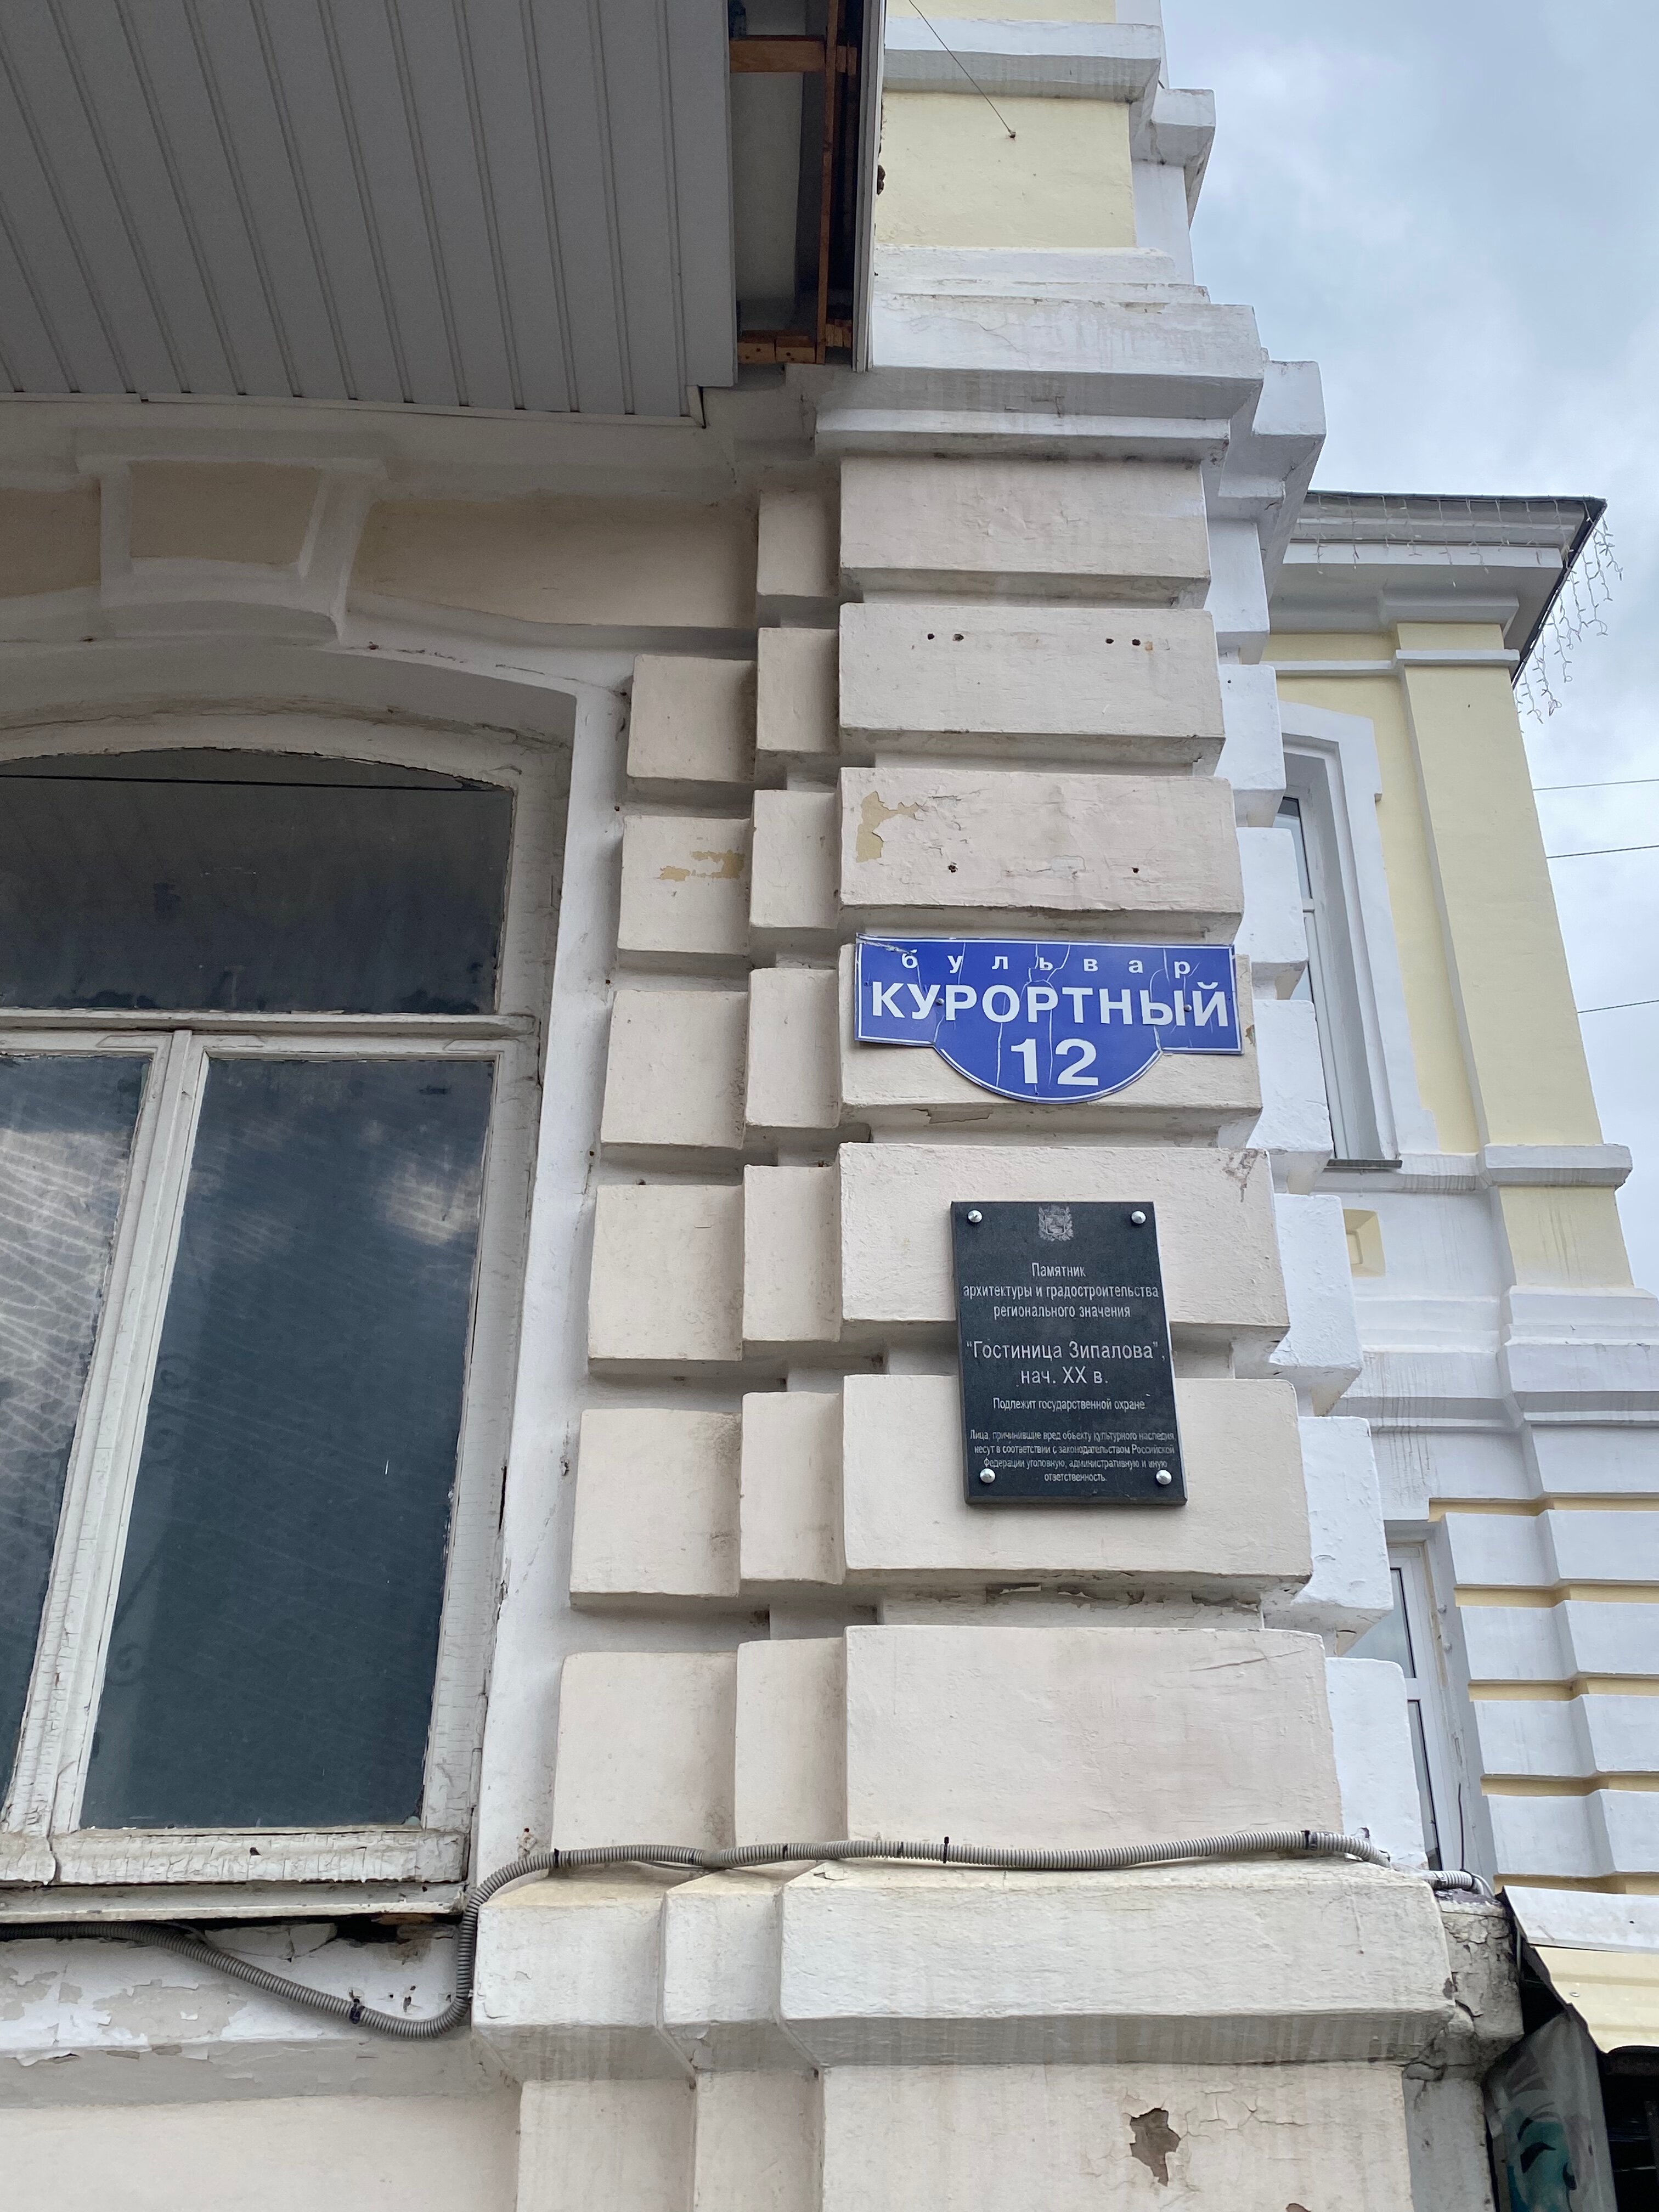 бульвар
КУРОРТНЫЙ
12
Памятник
архитектуры и градостроительства
регионального значения
"Гостиница Зипалова",
нач. XX в.
Подлежит государственной охране
Лица, причинившие вред объекту культурного наследия
несут в соответствии с законодательством Российской
Федерации уголовную, административную и иную
ответственность.